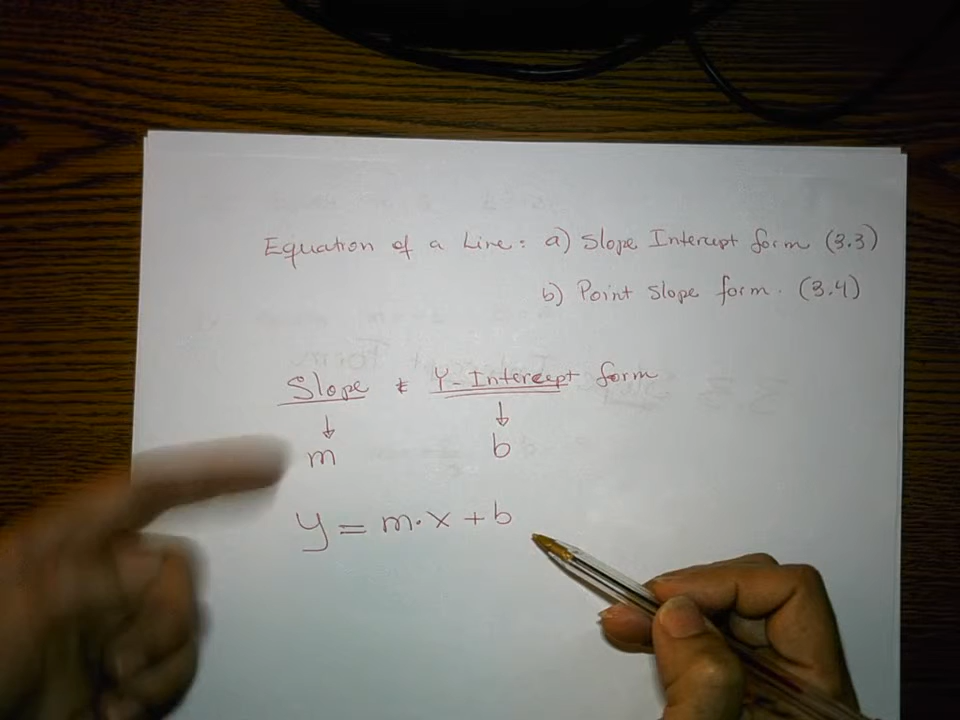 Equation of a Line: a) Slope Intercept form (3.3)
b) Point slope form. (3.4)
Slope & Y-Intercept form
↓ ↓
m b
y = m·x + b